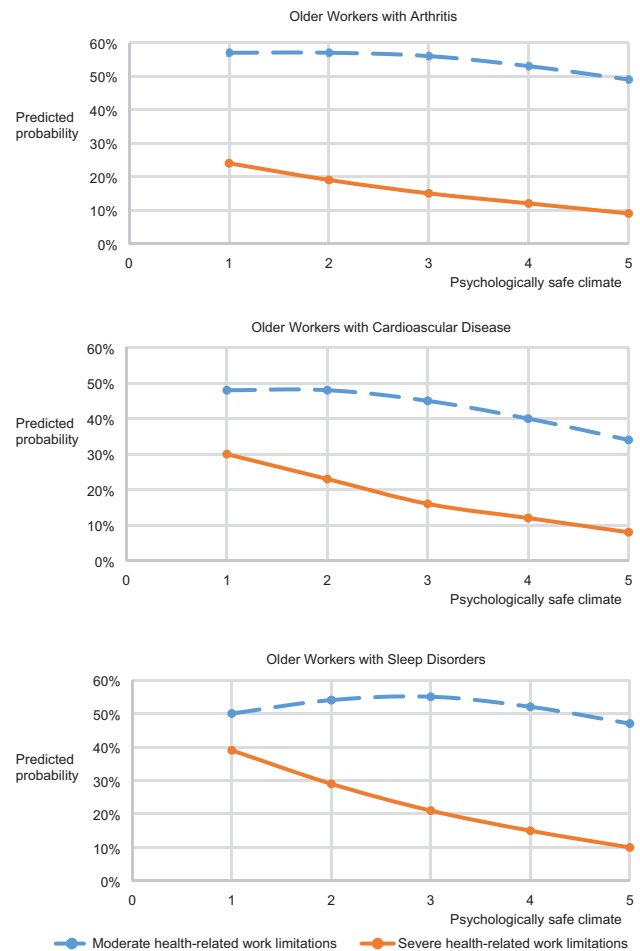 Older Workers with Arthritis
60%
50%
Predicted
probability
40%
30%
20%
10%
0%
0 1 2 3 4 5
Psychologically safe climate
Older Workers with Cardioascular Disease
60%
50%
Predicted
probability
40%
30%
20%
10%
0%
0 1 2 3 4 5
Psychologically safe climate
Older Workers with Sleep Disorders
60%
50%
Predicted
probability
40%
30%
20%
10%
0%
0 1 2 3 4 5
Psychologically safe climate
Moderate health-related work limitations Severe health-related work limitations